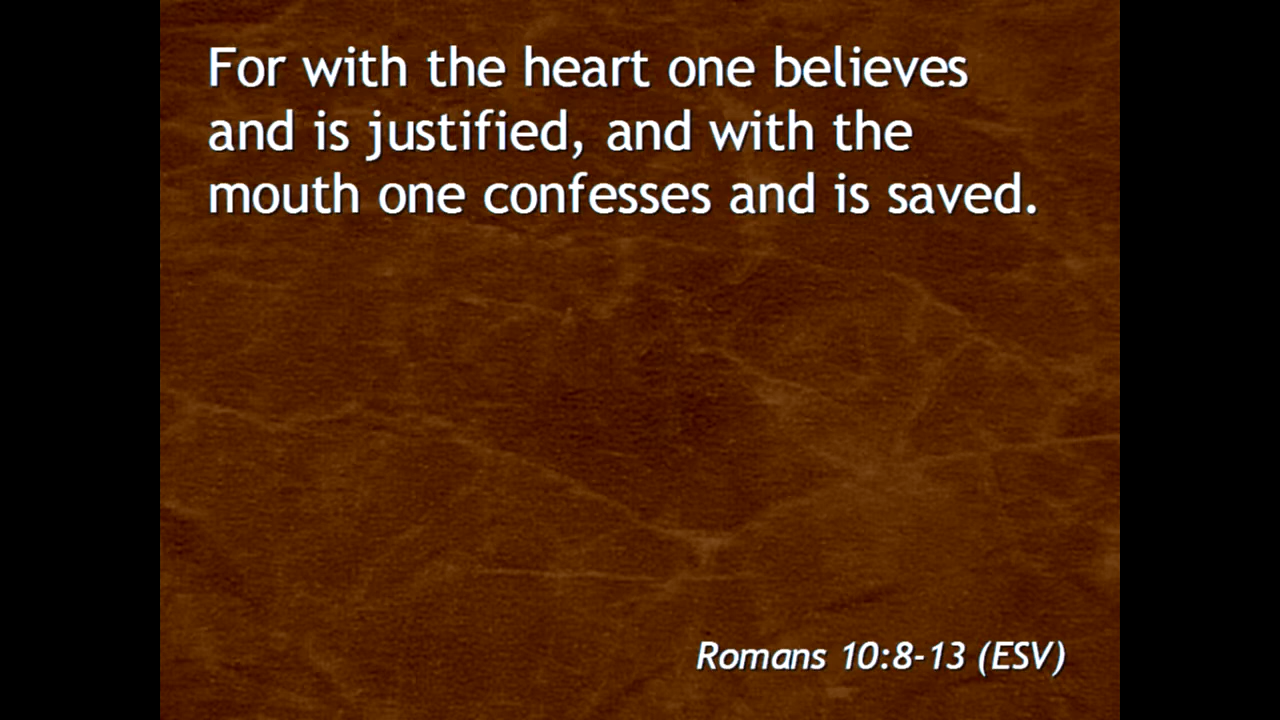 For with the heart one believes
and is justified, and with the
mouth one confesses and is saved.
Romans 10:8-13 (ESV)